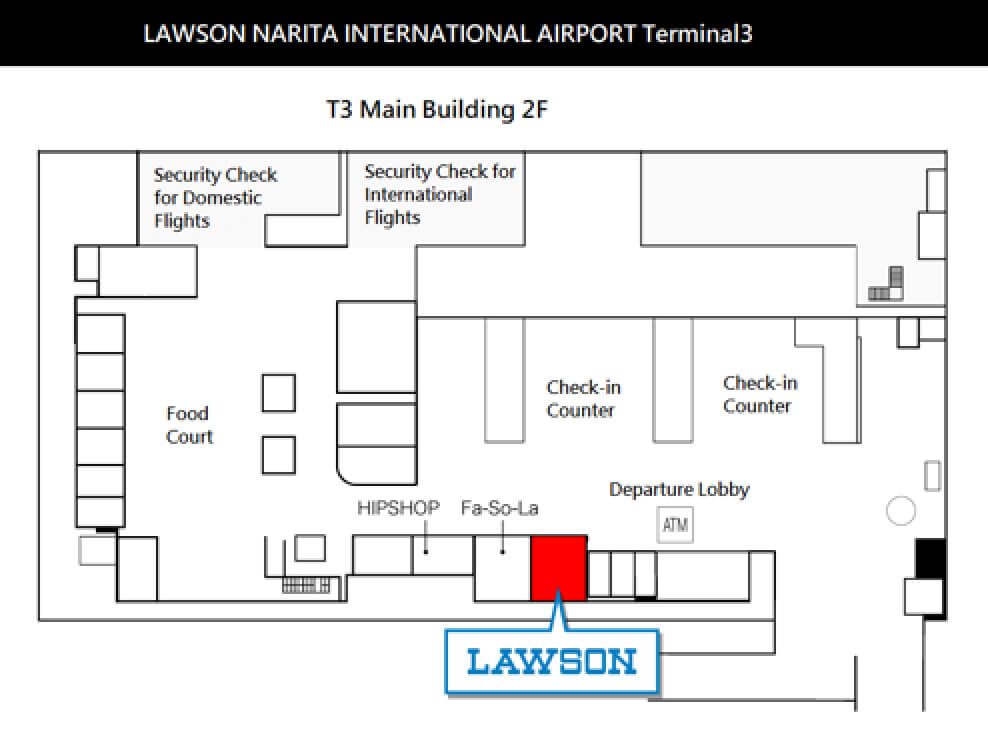 LAWSON NARITA INTERNATIONAL AIRPORT Terminal3
T3 Main Building 2F
Security Check
for Domestic
Flights
Security Check for
International
Flights
Food
Court
Check-in
Counter
Check-in
Counter
Departure Lobby
HIPSHOP
Fa-So-La
ATM
LAWSON